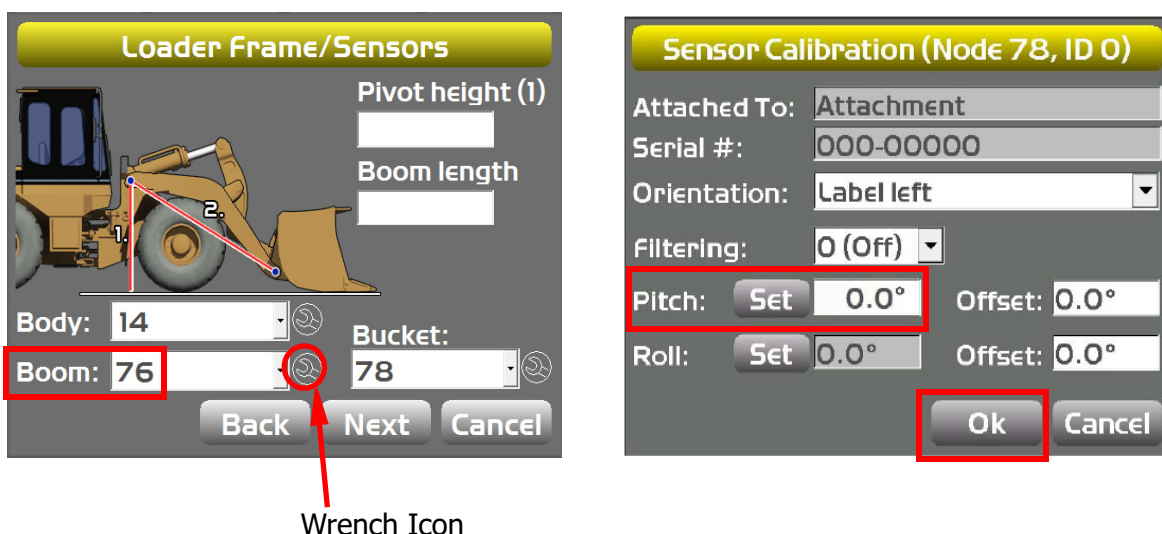 Loader Frame/Sensors
Pivot height (1)
Boom length
1.
2.
Body: 14
Bucket:
Boom: 76
78
Back Next Cancel
Wrench Icon
Sensor Calibration (Node 78, ID 0)
Attached To: Attachment
Serial #: 000-00000
Orientation: Label left
Filtering: 0 (Off)
Pitch: Set 0.0° Offset: 0.0°
Roll: Set 0.0° Offset: 0.0°
Ok Cancel